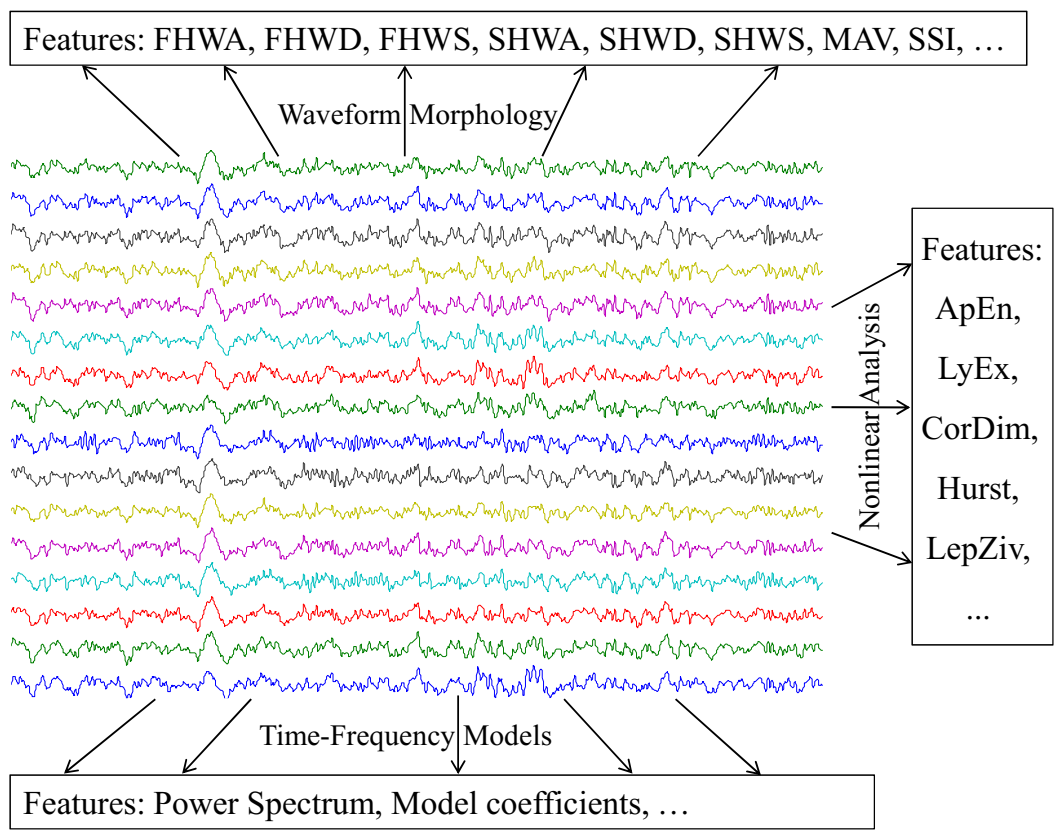 Features: FHWA, FHWD, FHWS, SHWA, SHWD, SHWS, MAV, SSI, …
Waveform Morphology
Features:
ApEn,
LyEx,
CorDim,
Hurst,
LepZiv,
...
Nonlinear Analysis
Time-Frequency Models
Features: Power Spectrum, Model coefficients, …